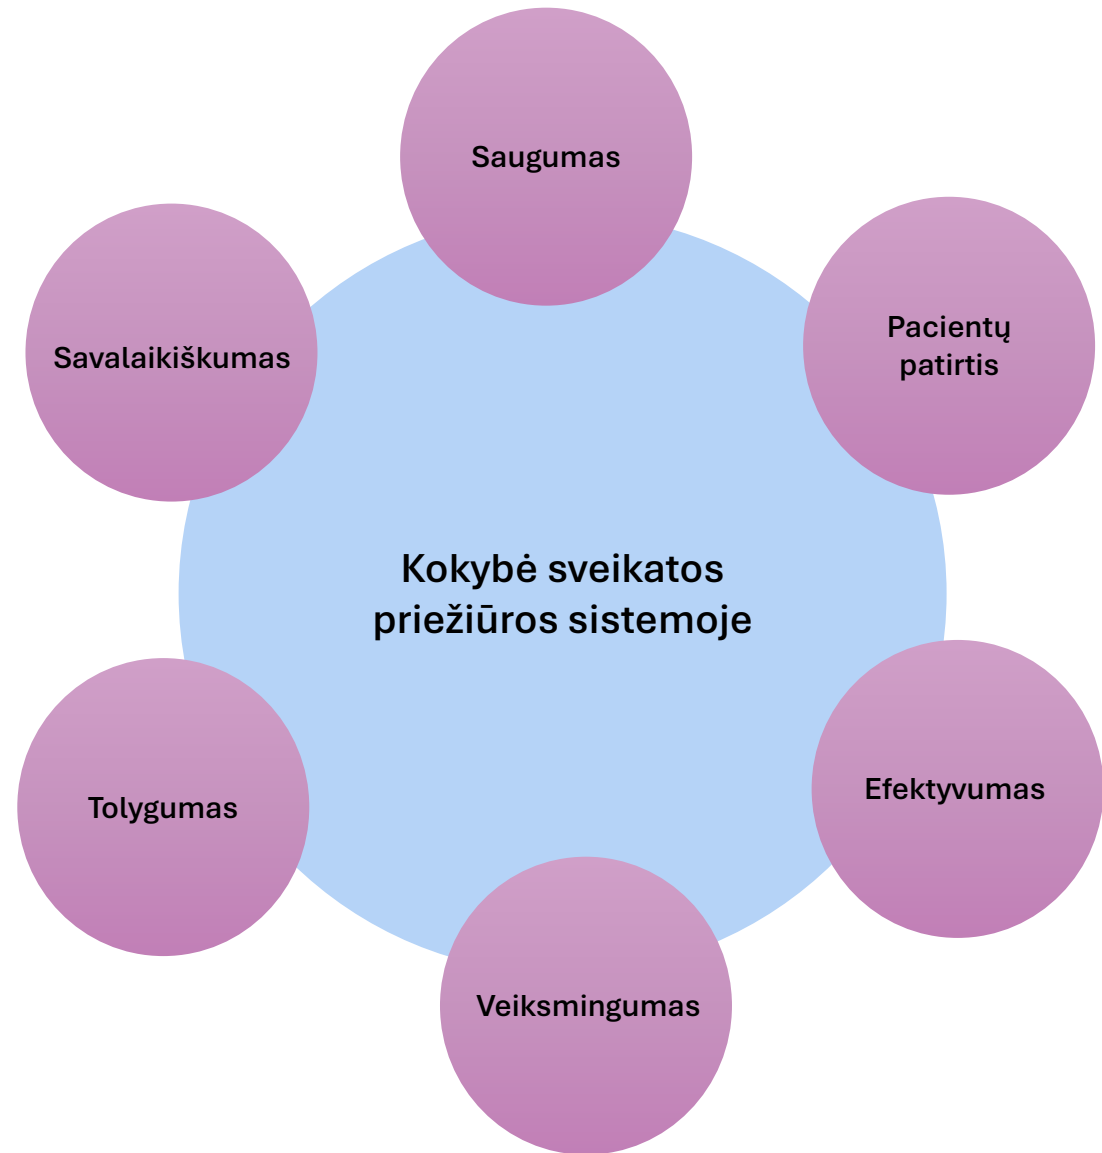 Saugumas
Pacientų
patirtis
Savalaikiškumas
Kokybė sveikatos
priežiūros sistemoje
Efektyvumas
Tolygumas
Veiksmingumas